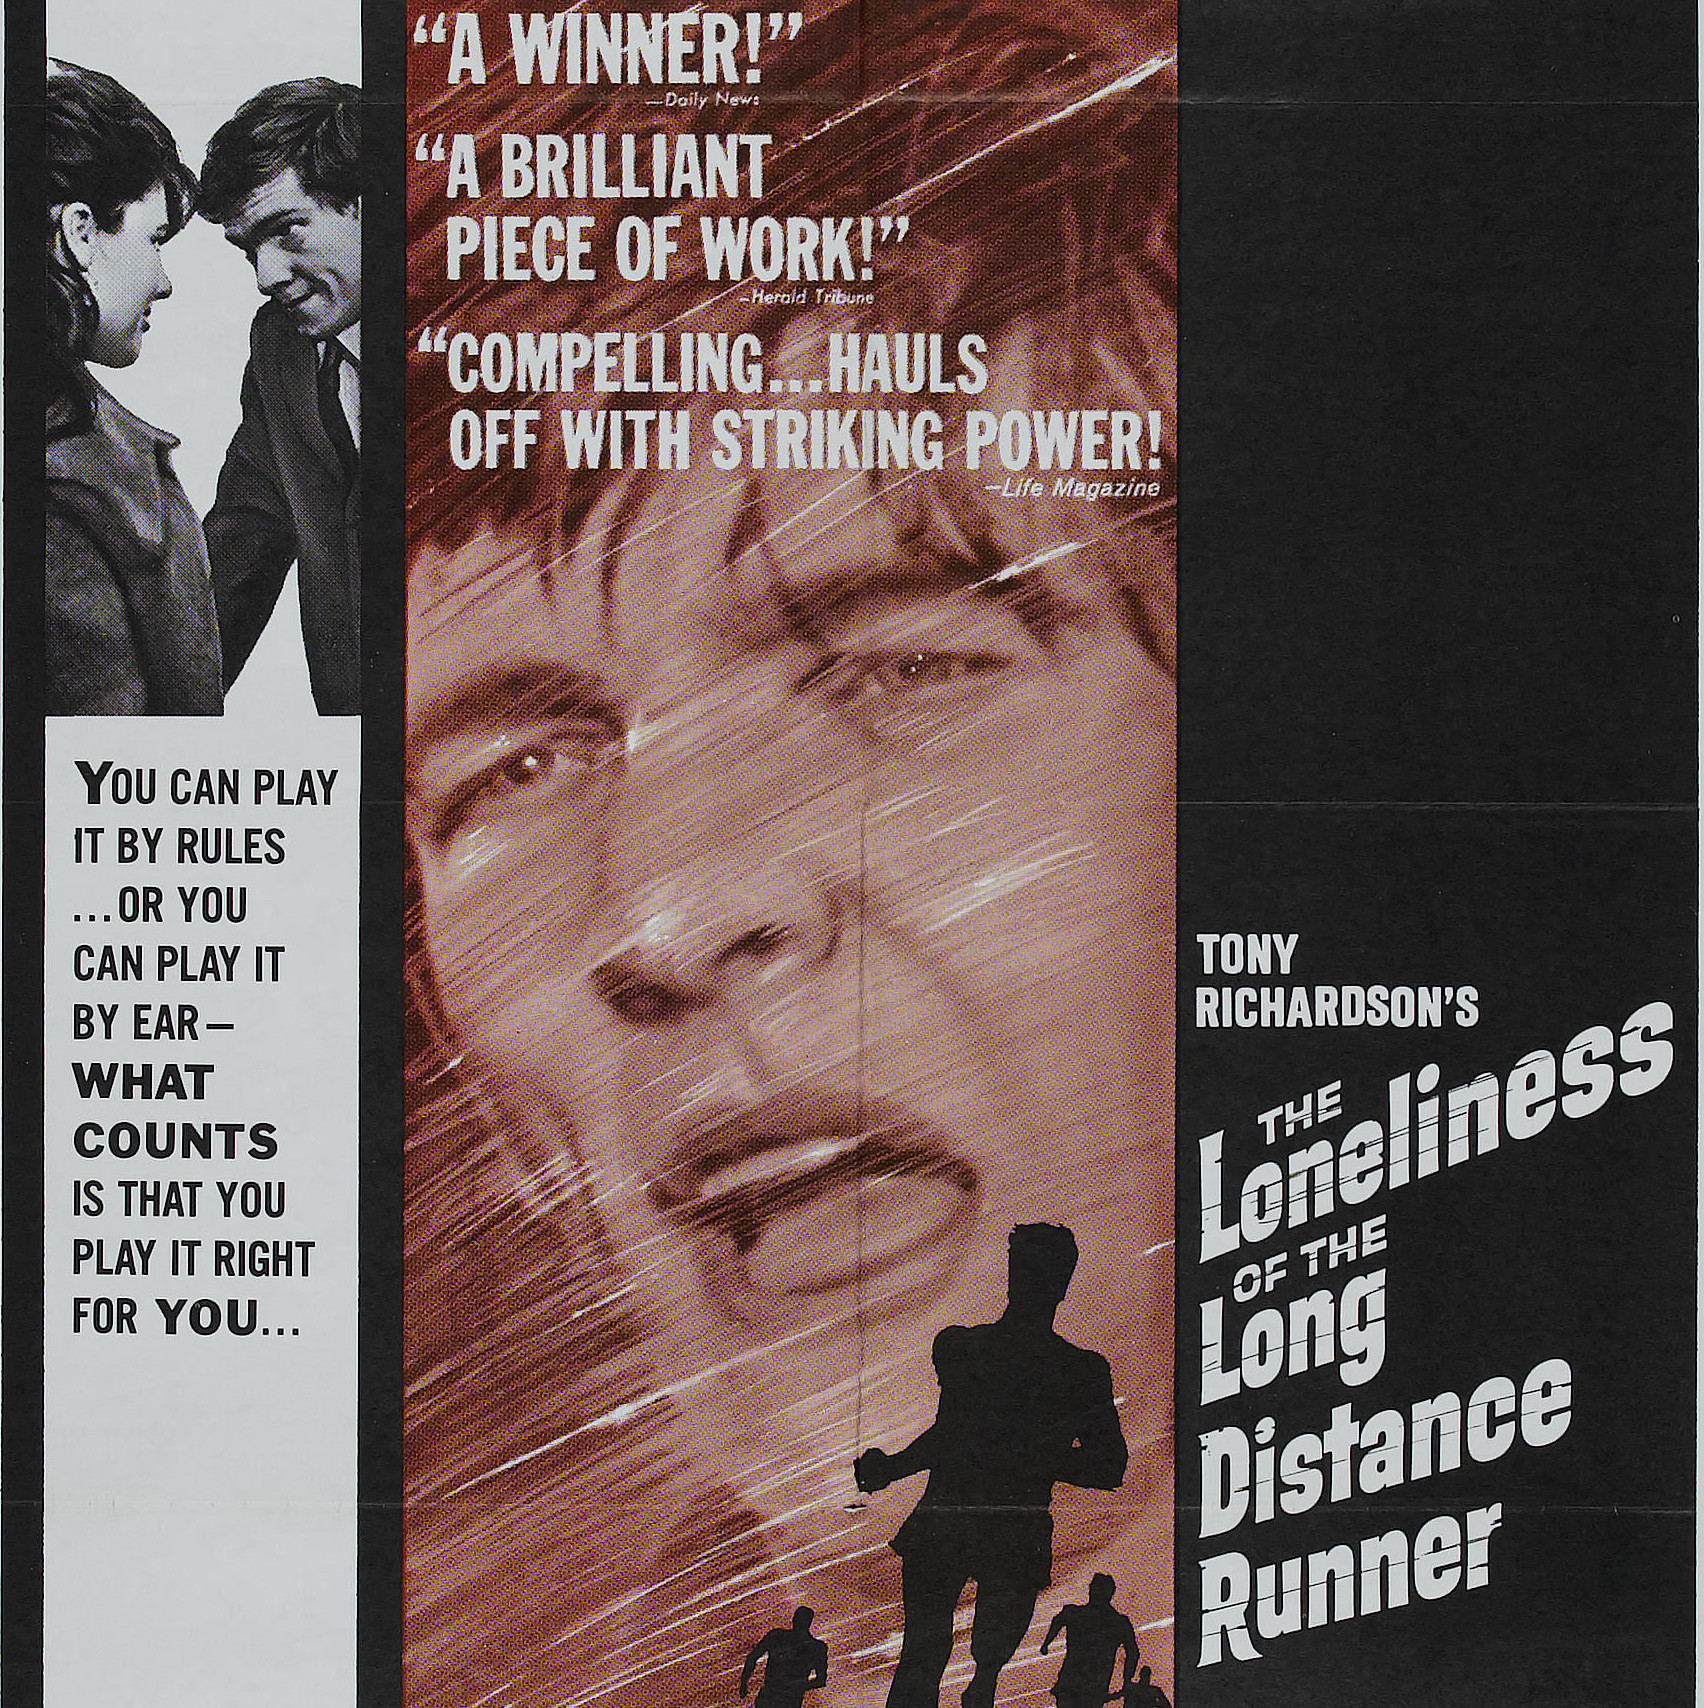 “A WINNER!”
—Daily News
“A BRILLIANT
PIECE OF WORK!”
—Herald Tribune
“COMPELLING...HAULS
OFF WITH STRIKING POWER!
—Life Magazine
YOU CAN PLAY
IT BY RULES
...OR YOU
CAN PLAY IT
BY EAR—
WHAT
COUNTS
IS THAT YOU
PLAY IT RIGHT
FOR YOU...
TONY
RICHARDSON’S
THE
Loneliness
OF THE
Long
Distance
Runner